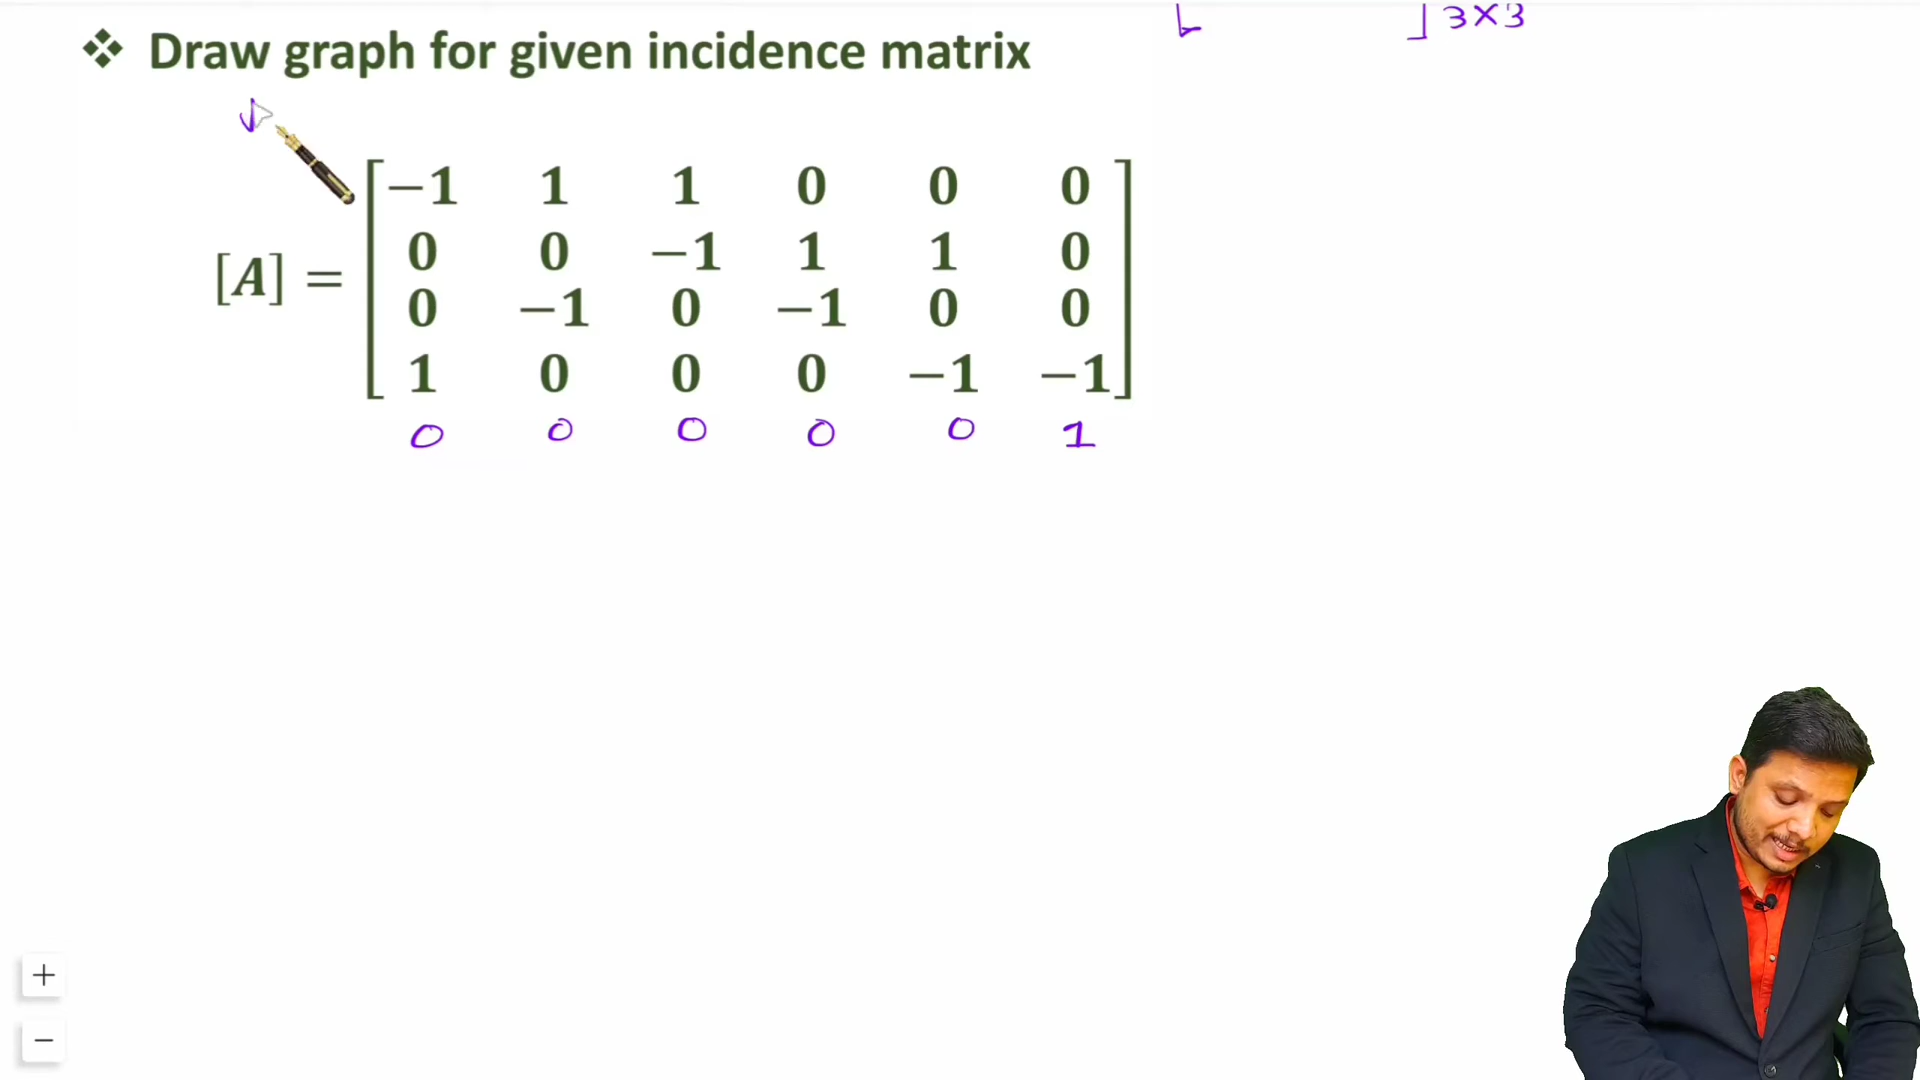 ] 3×3
❖ Draw graph for given incidence matrix
[A] =
−1 1 1 0 0 0
0 0 −1 1 1 0
0 −1 0 −1 0 0
1 0 0 0 −1 −1
0 0 0 0 0 1
+
−